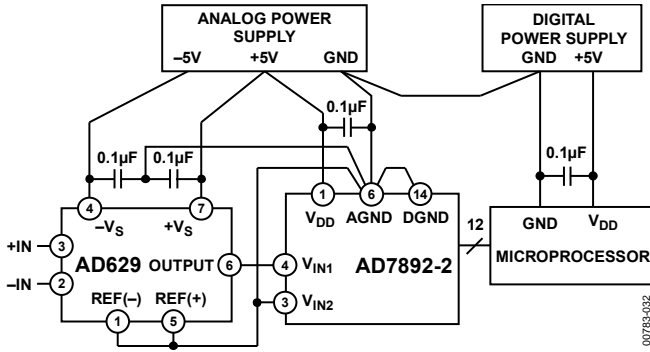 ANALOG POWER
SUPPLY
–5V +5V GND
DIGITAL
POWER SUPPLY
GND +5V
0.1µF
0.1µF 0.1µF
0.1µF
4 7
–VS +VS
1 6 14
VDD AGND DGND
GND VDD
12
MICROPROCESSOR
+IN 3
–IN 2
AD629 OUTPUT 6
REF(–) REF(+)
1 5
4 VIN1
AD7892-2
3 VIN2
00783-032